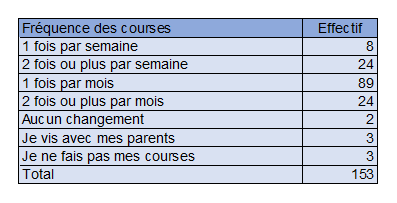 Fréquence des courses Effectif
1 fois par semaine 8
2 fois ou plus par semaine 24
1 fois par mois 89
2 fois ou plus par mois 24
Aucun changement 2
Je vis avec mes parents 3
Je ne fais pas mes courses 3
Total 153